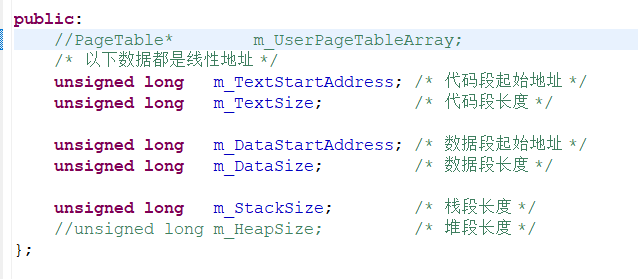 public:
//PageTable* m_UserPageTableArray;
/* 以下数据都是线性地址 */
unsigned long m_TextStartAddress; /* 代码段起始地址 */
unsigned long m_TextSize; /* 代码段长度 */
unsigned long m_DataStartAddress; /* 数据段起始地址 */
unsigned long m_DataSize; /* 数据段长度 */
unsigned long m_StackSize; /* 栈段长度 */
//unsigned long m_HeapSize; /* 堆段长度 */
};